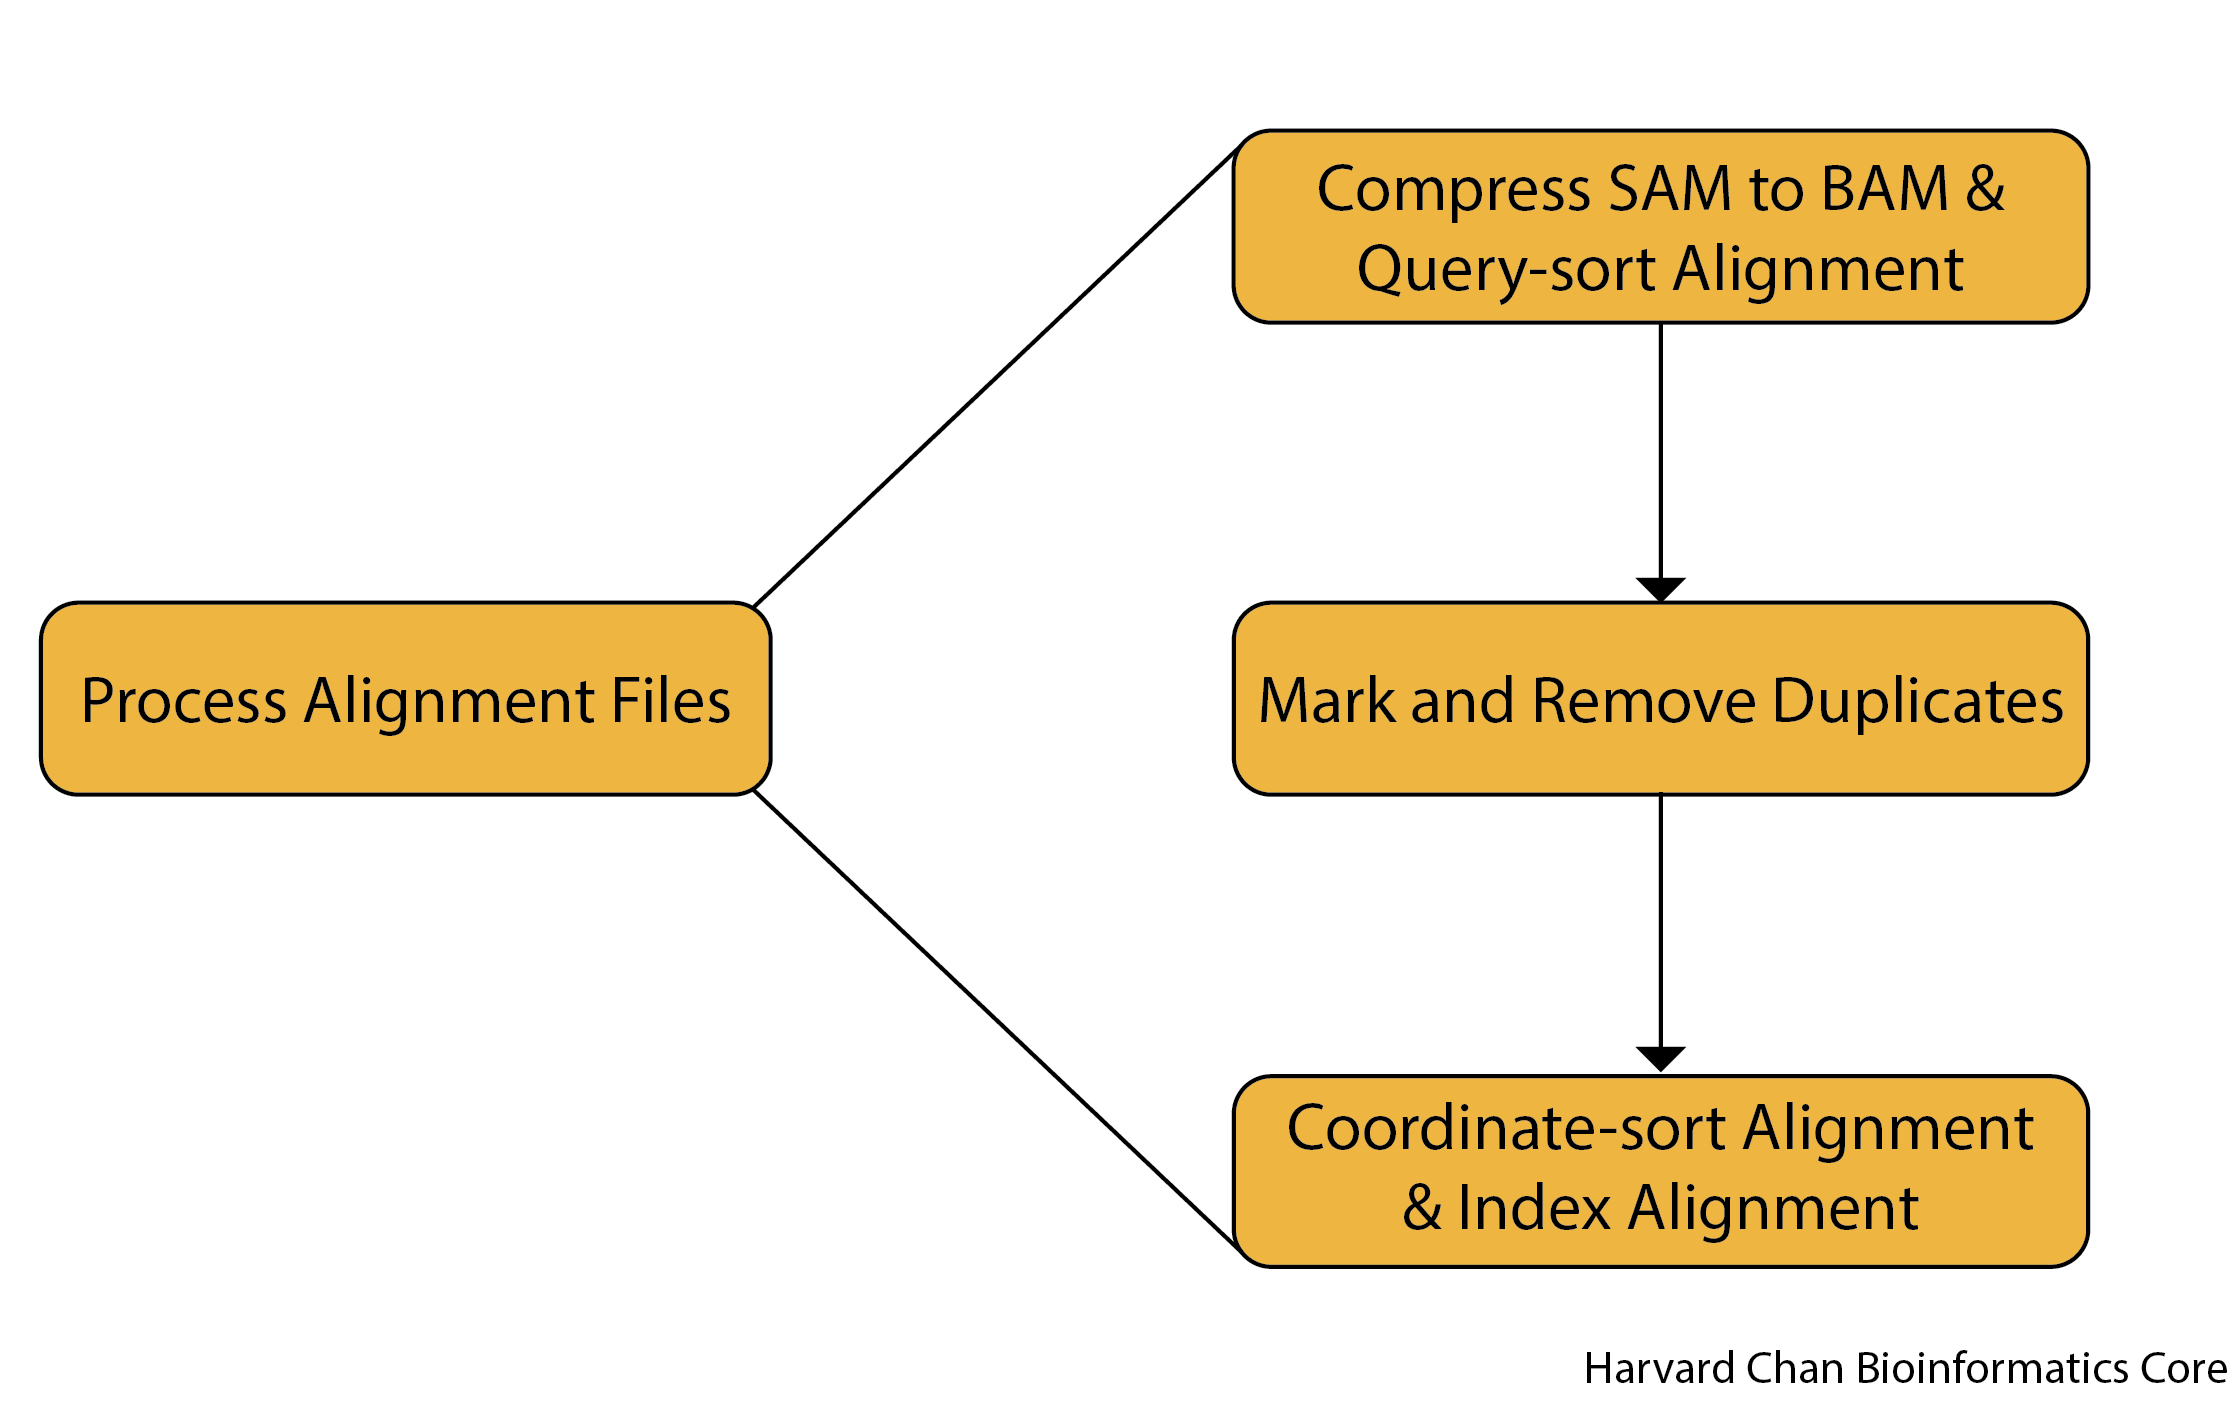 Process Alignment Files
Compress SAM to BAM &
Query-sort Alignment
Mark and Remove Duplicates
Coordinate-sort Alignment
& Index Alignment
Harvard Chan Bioinformatics Core